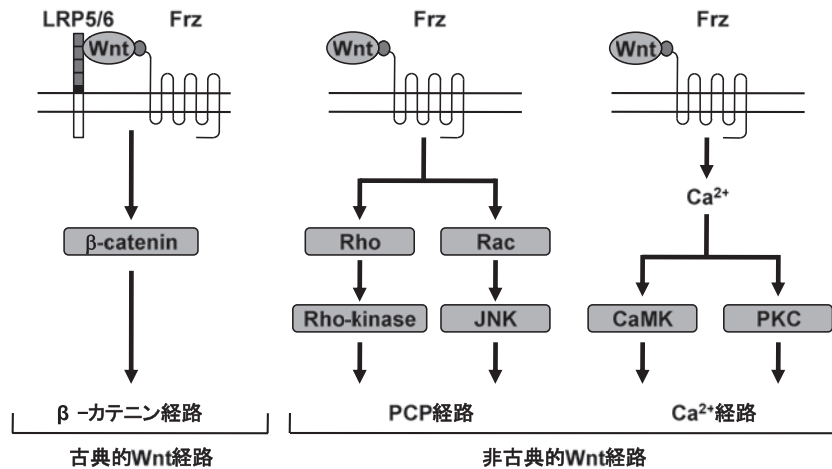 LRP5/6 Frz Frz Frz
Wnt Wnt Wnt
Ca²⁺
β-catenin Rho Rac
Rho-kinase JNK CaMK PKC
β-カテニン経路 PCP経路 Ca²⁺経路
古典的Wnt経路 非古典的Wnt経路